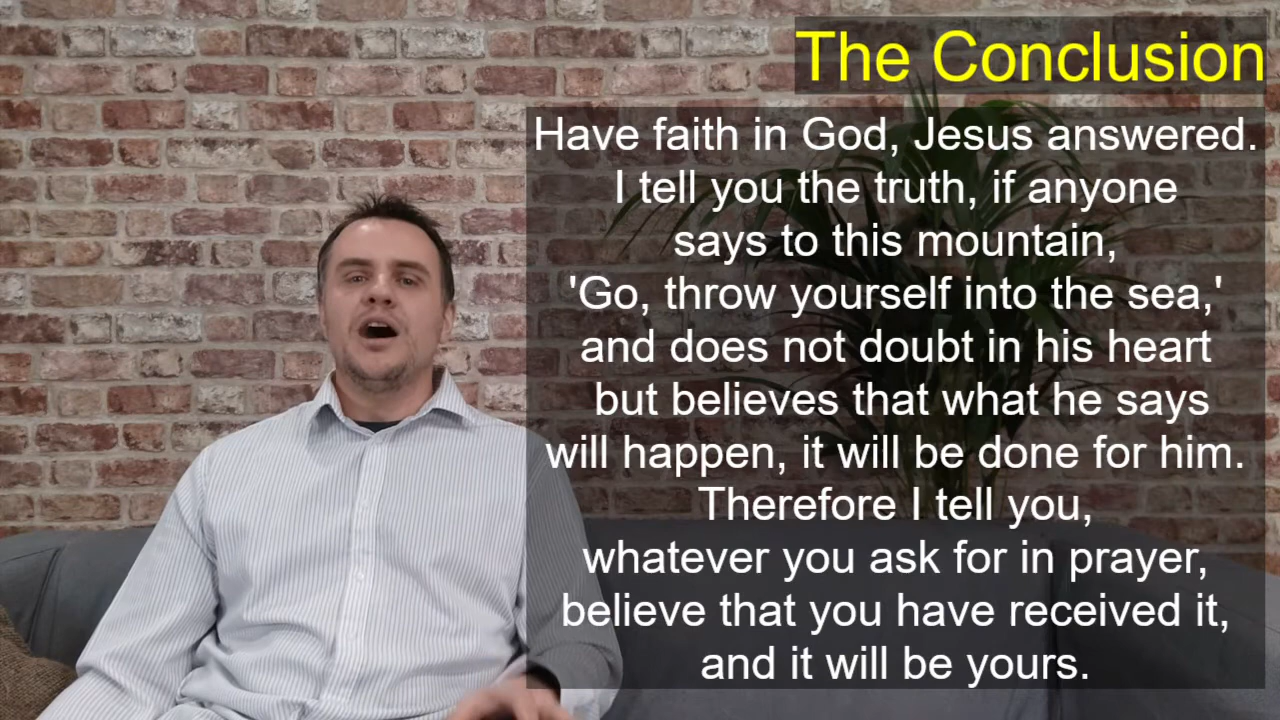 The Conclusion
Have faith in God, Jesus answered.
I tell you the truth, if anyone
says to this mountain,
'Go, throw yourself into the sea,'
and does not doubt in his heart
but believes that what he says
will happen, it will be done for him.
Therefore I tell you,
whatever you ask for in prayer,
believe that you have received it,
and it will be yours.